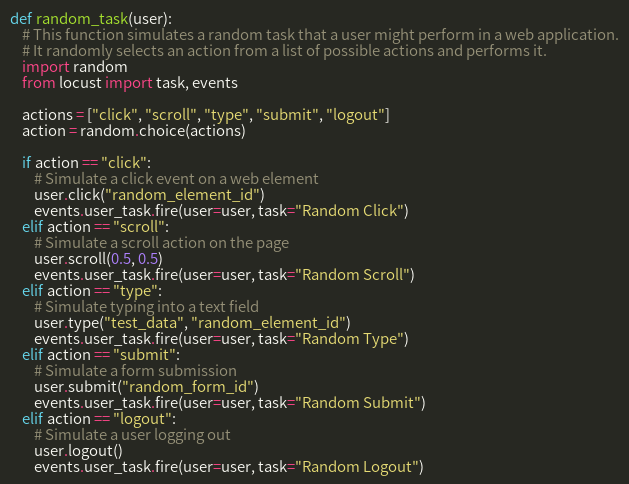 def random_task(user):
    # This function simulates a random task that a user might perform in a web application.
    # It randomly selects an action from a list of possible actions and performs it.
    import random
    from locust import task, events

    actions = ["click", "scroll", "type", "submit", "logout"]
    action = random.choice(actions)

    if action == "click":
        # Simulate a click event on a web element
        user.click("random_element_id")
        events.user_task.fire(user=user, task="Random Click")
    elif action == "scroll":
        # Simulate a scroll action on the page
        user.scroll(0.5, 0.5)
        events.user_task.fire(user=user, task="Random Scroll")
    elif action == "type":
        # Simulate typing into a text field
        user.type("test_data", "random_element_id")
        events.user_task.fire(user=user, task="Random Type")
    elif action == "submit":
        # Simulate a form submission
        user.submit("random_form_id")
        events.user_task.fire(user=user, task="Random Submit")
    elif action == "logout":
        # Simulate a user logging out
        user.logout()
        events.user_task.fire(user=user, task="Random Logout")